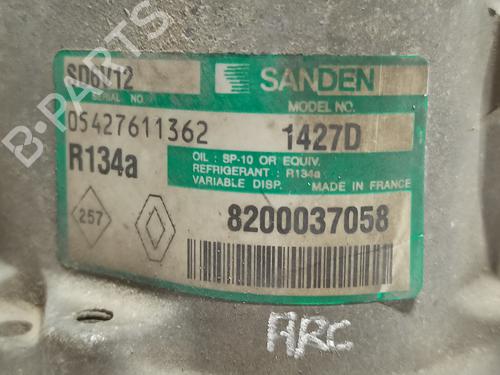 SD6V12
SANDEN
SERIAL NO.
MODEL NO.
05427611362
1427D
R134a
OIL : SP-10 OR EQUIV.
REFRIGERANT : R134a
VARIABLE DISP. MADE IN FRANCE
257
8200037058
ARC
B-PARTS